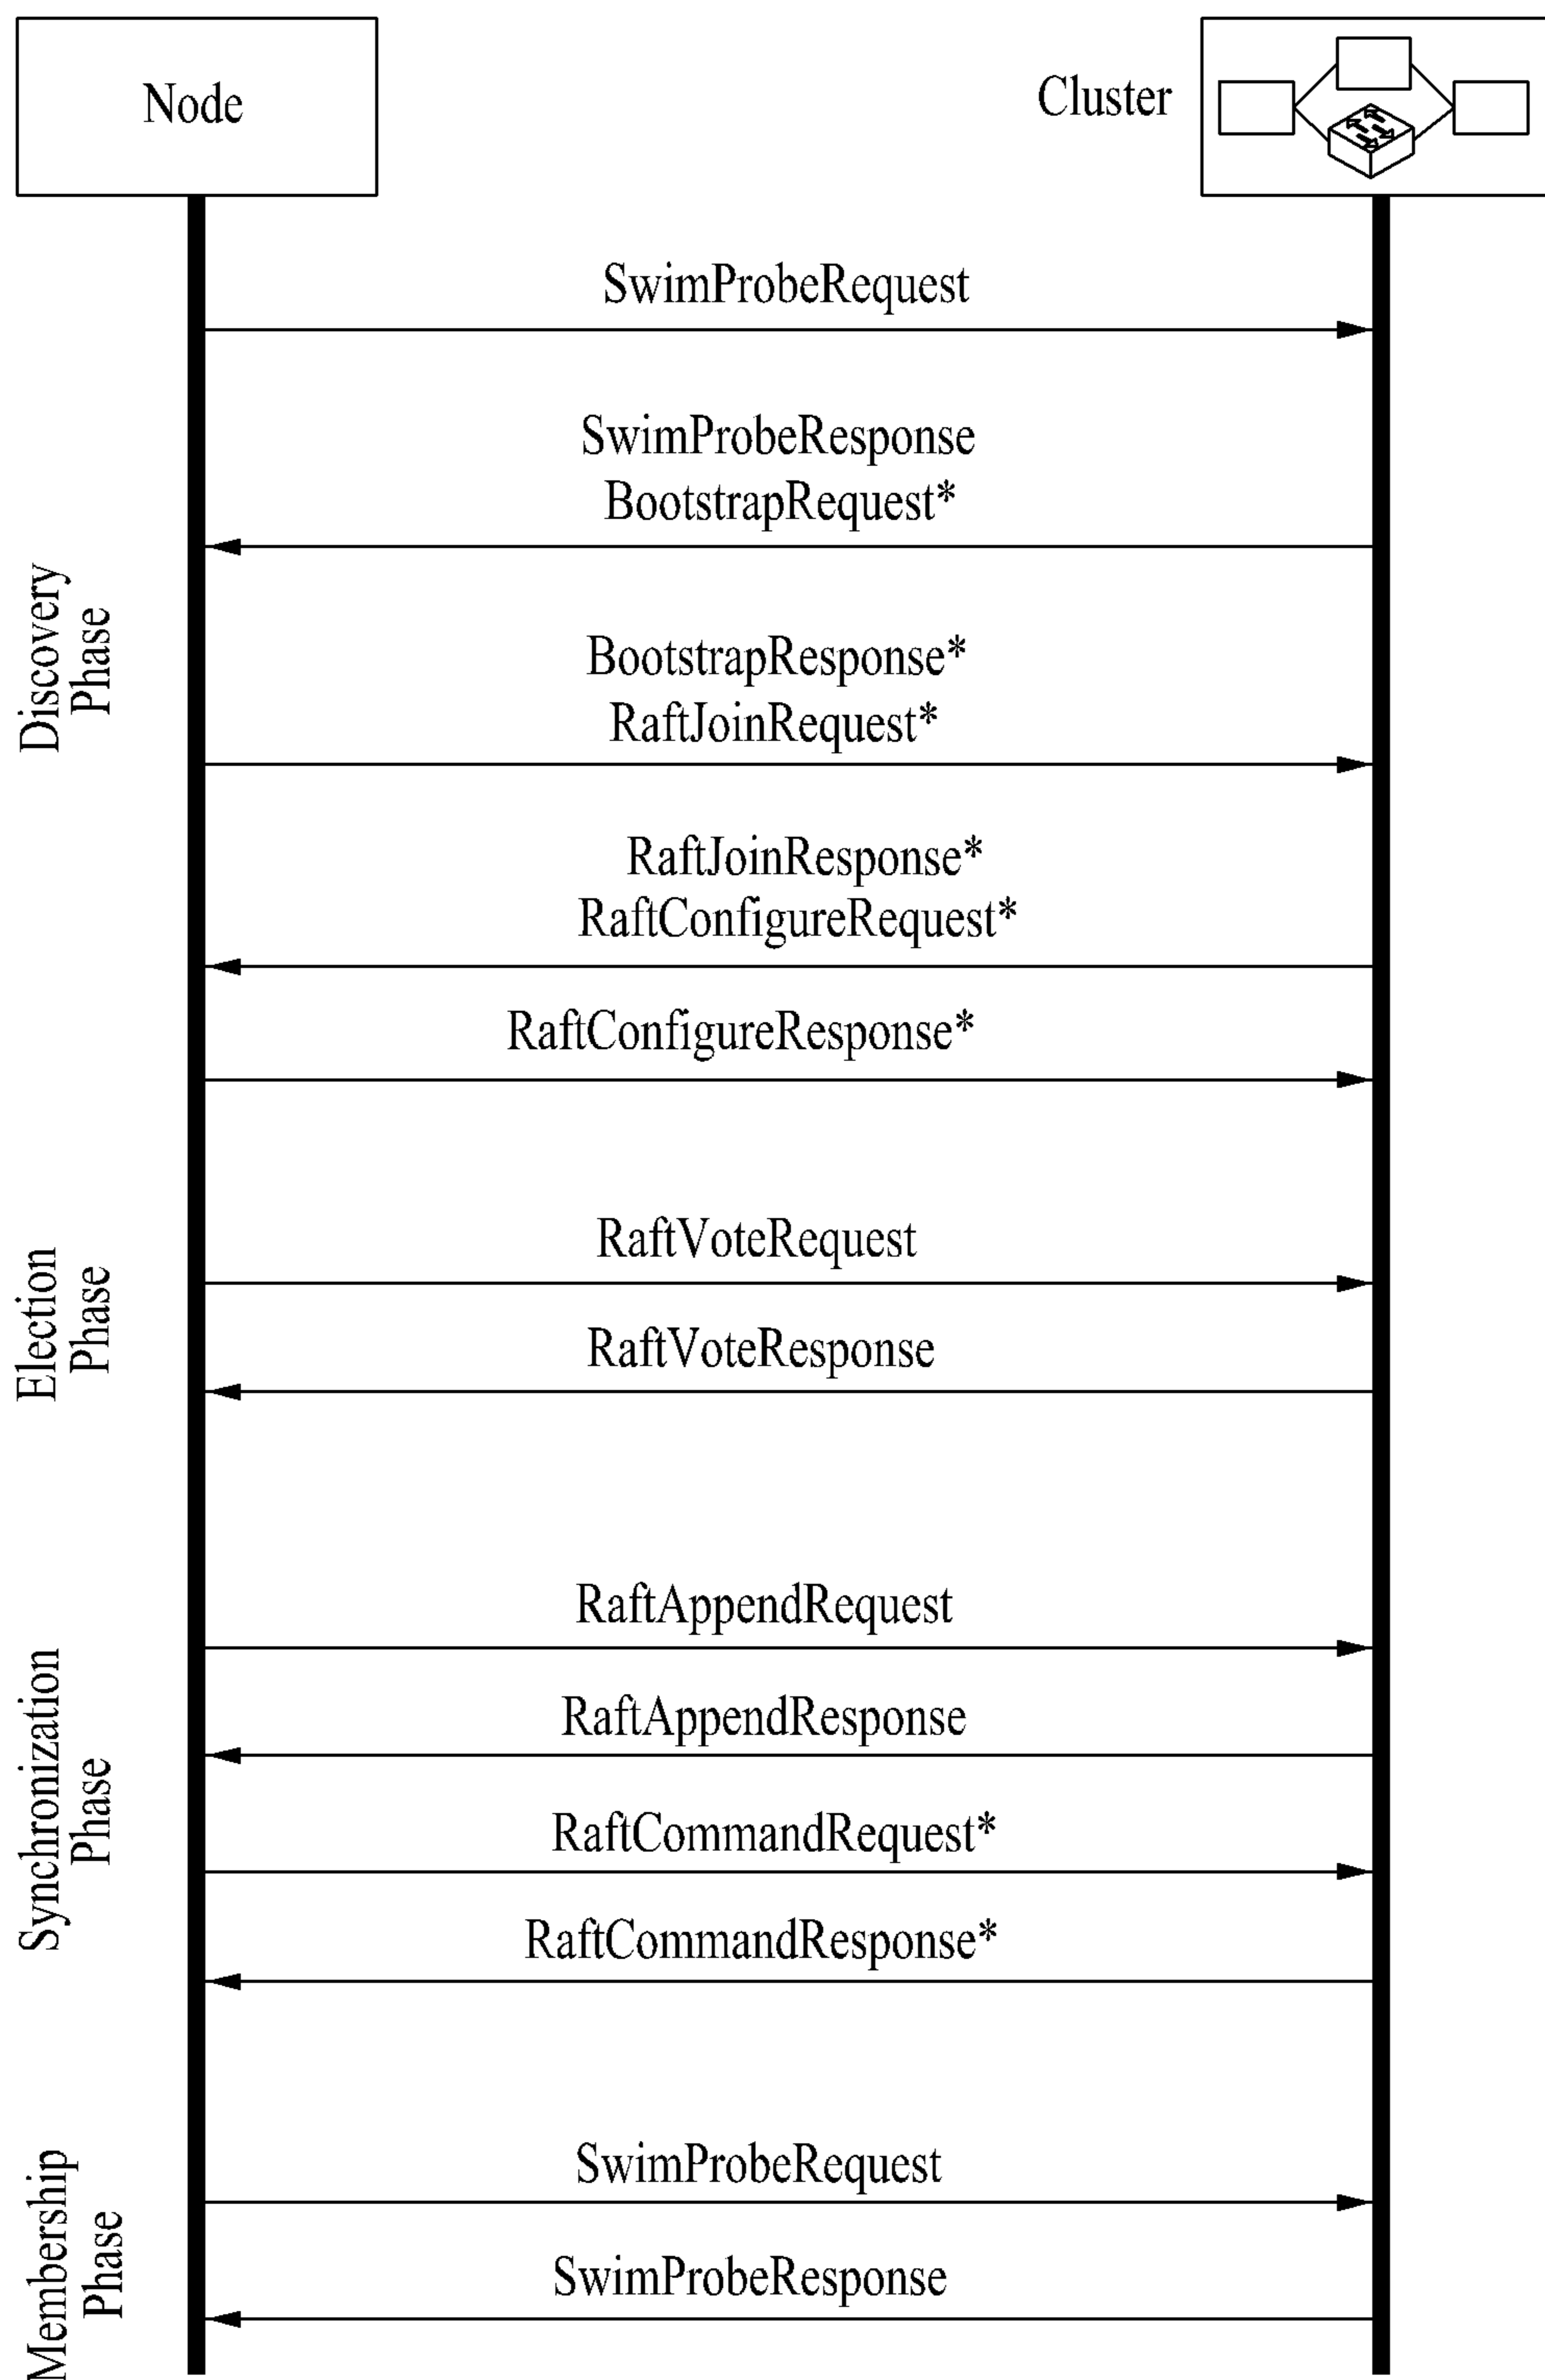 Node
Cluster
SwimProbeRequest
SwimProbeResponse
BootstrapRequest*
Discovery
Phase
BootstrapResponse*
RaftJoinRequest*
RaftJoinResponse*
RaftConfigureRequest*
RaftConfigureResponse*
Election
Phase
RaftVoteRequest
RaftVoteResponse
Synchronization
Phase
RaftAppendRequest
RaftAppendResponse
RaftCommandRequest*
RaftCommandResponse*
Membership
Phase
SwimProbeRequest
SwimProbeResponse